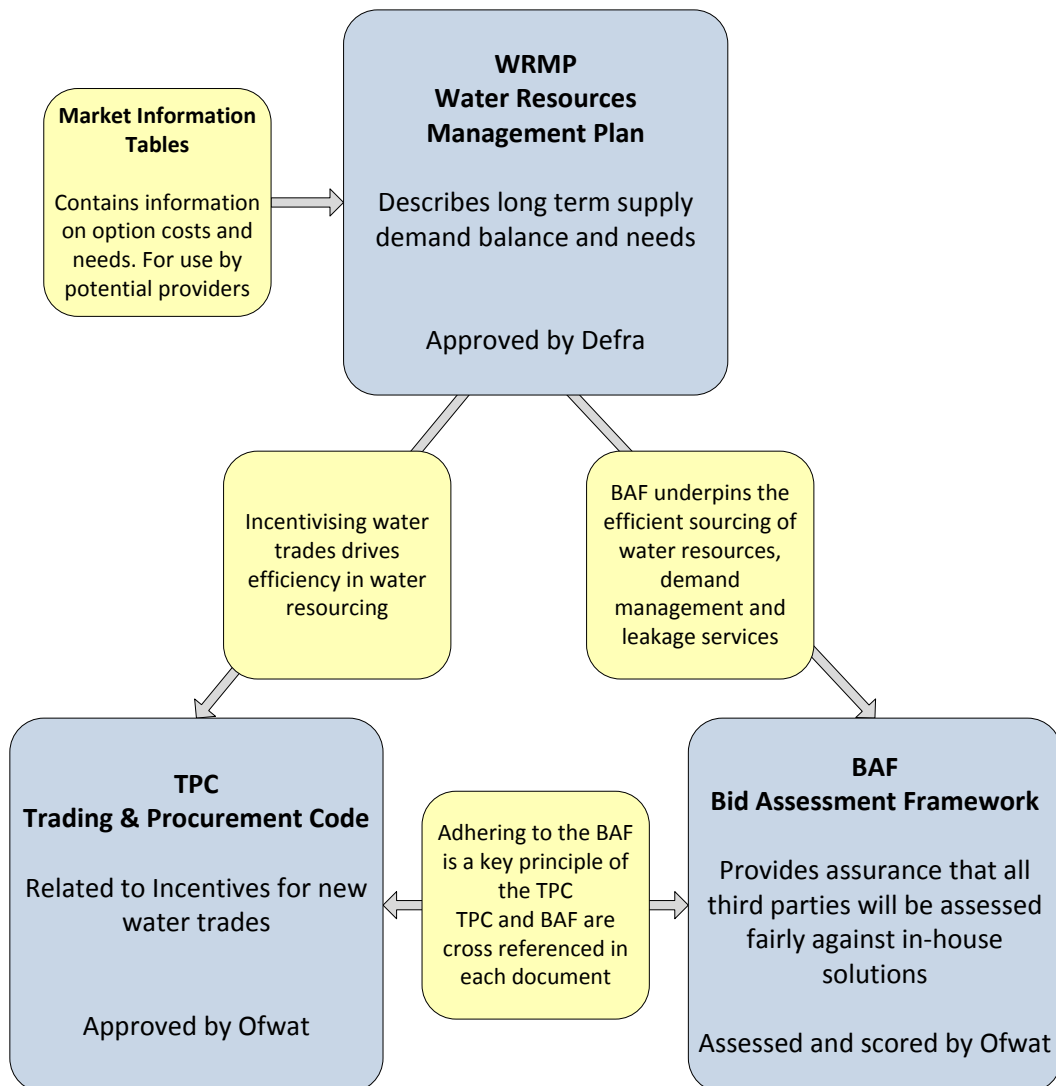 WRMP
Water Resources
Management Plan
Describes long term supply
demand balance and needs
Approved by Defra
Market Information
Tables
Contains information
on option costs and
needs. For use by
potential providers
Incentivising water
trades drives
efficiency in water
resourcing
BAF underpins the
efficient sourcing of
water resources,
demand
management and
leakage services
TPC
Trading & Procurement Code
Related to Incentives for new
water trades
Approved by Ofwat
Adhering to the BAF
is a key principle of
the TPC
TPC and BAF are
cross referenced in
each document
BAF
Bid Assessment Framework
Provides assurance that all
third parties will be assessed
fairly against in-house
solutions
Assessed and scored by Ofwat